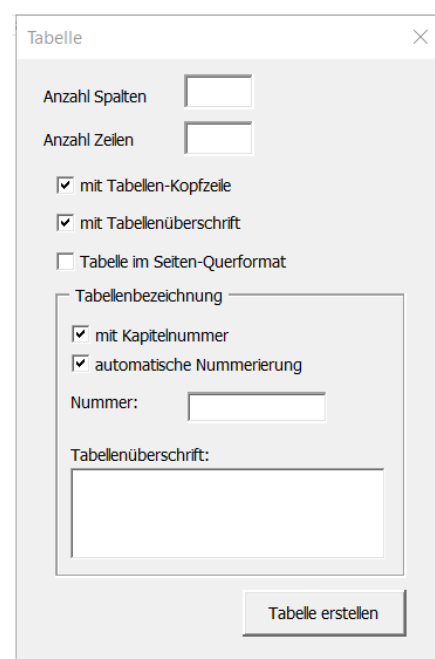 Tabelle
Anzahl Spalten
Anzahl Zeilen
mit Tabellen-Kopfzeile
mit Tabellenüberschrift
Tabelle im Seiten-Querformat
Tabellenbezeichnung
mit Kapitelnummer
automatische Nummerierung
Nummer:
Tabellenüberschrift:
Tabelle erstellen